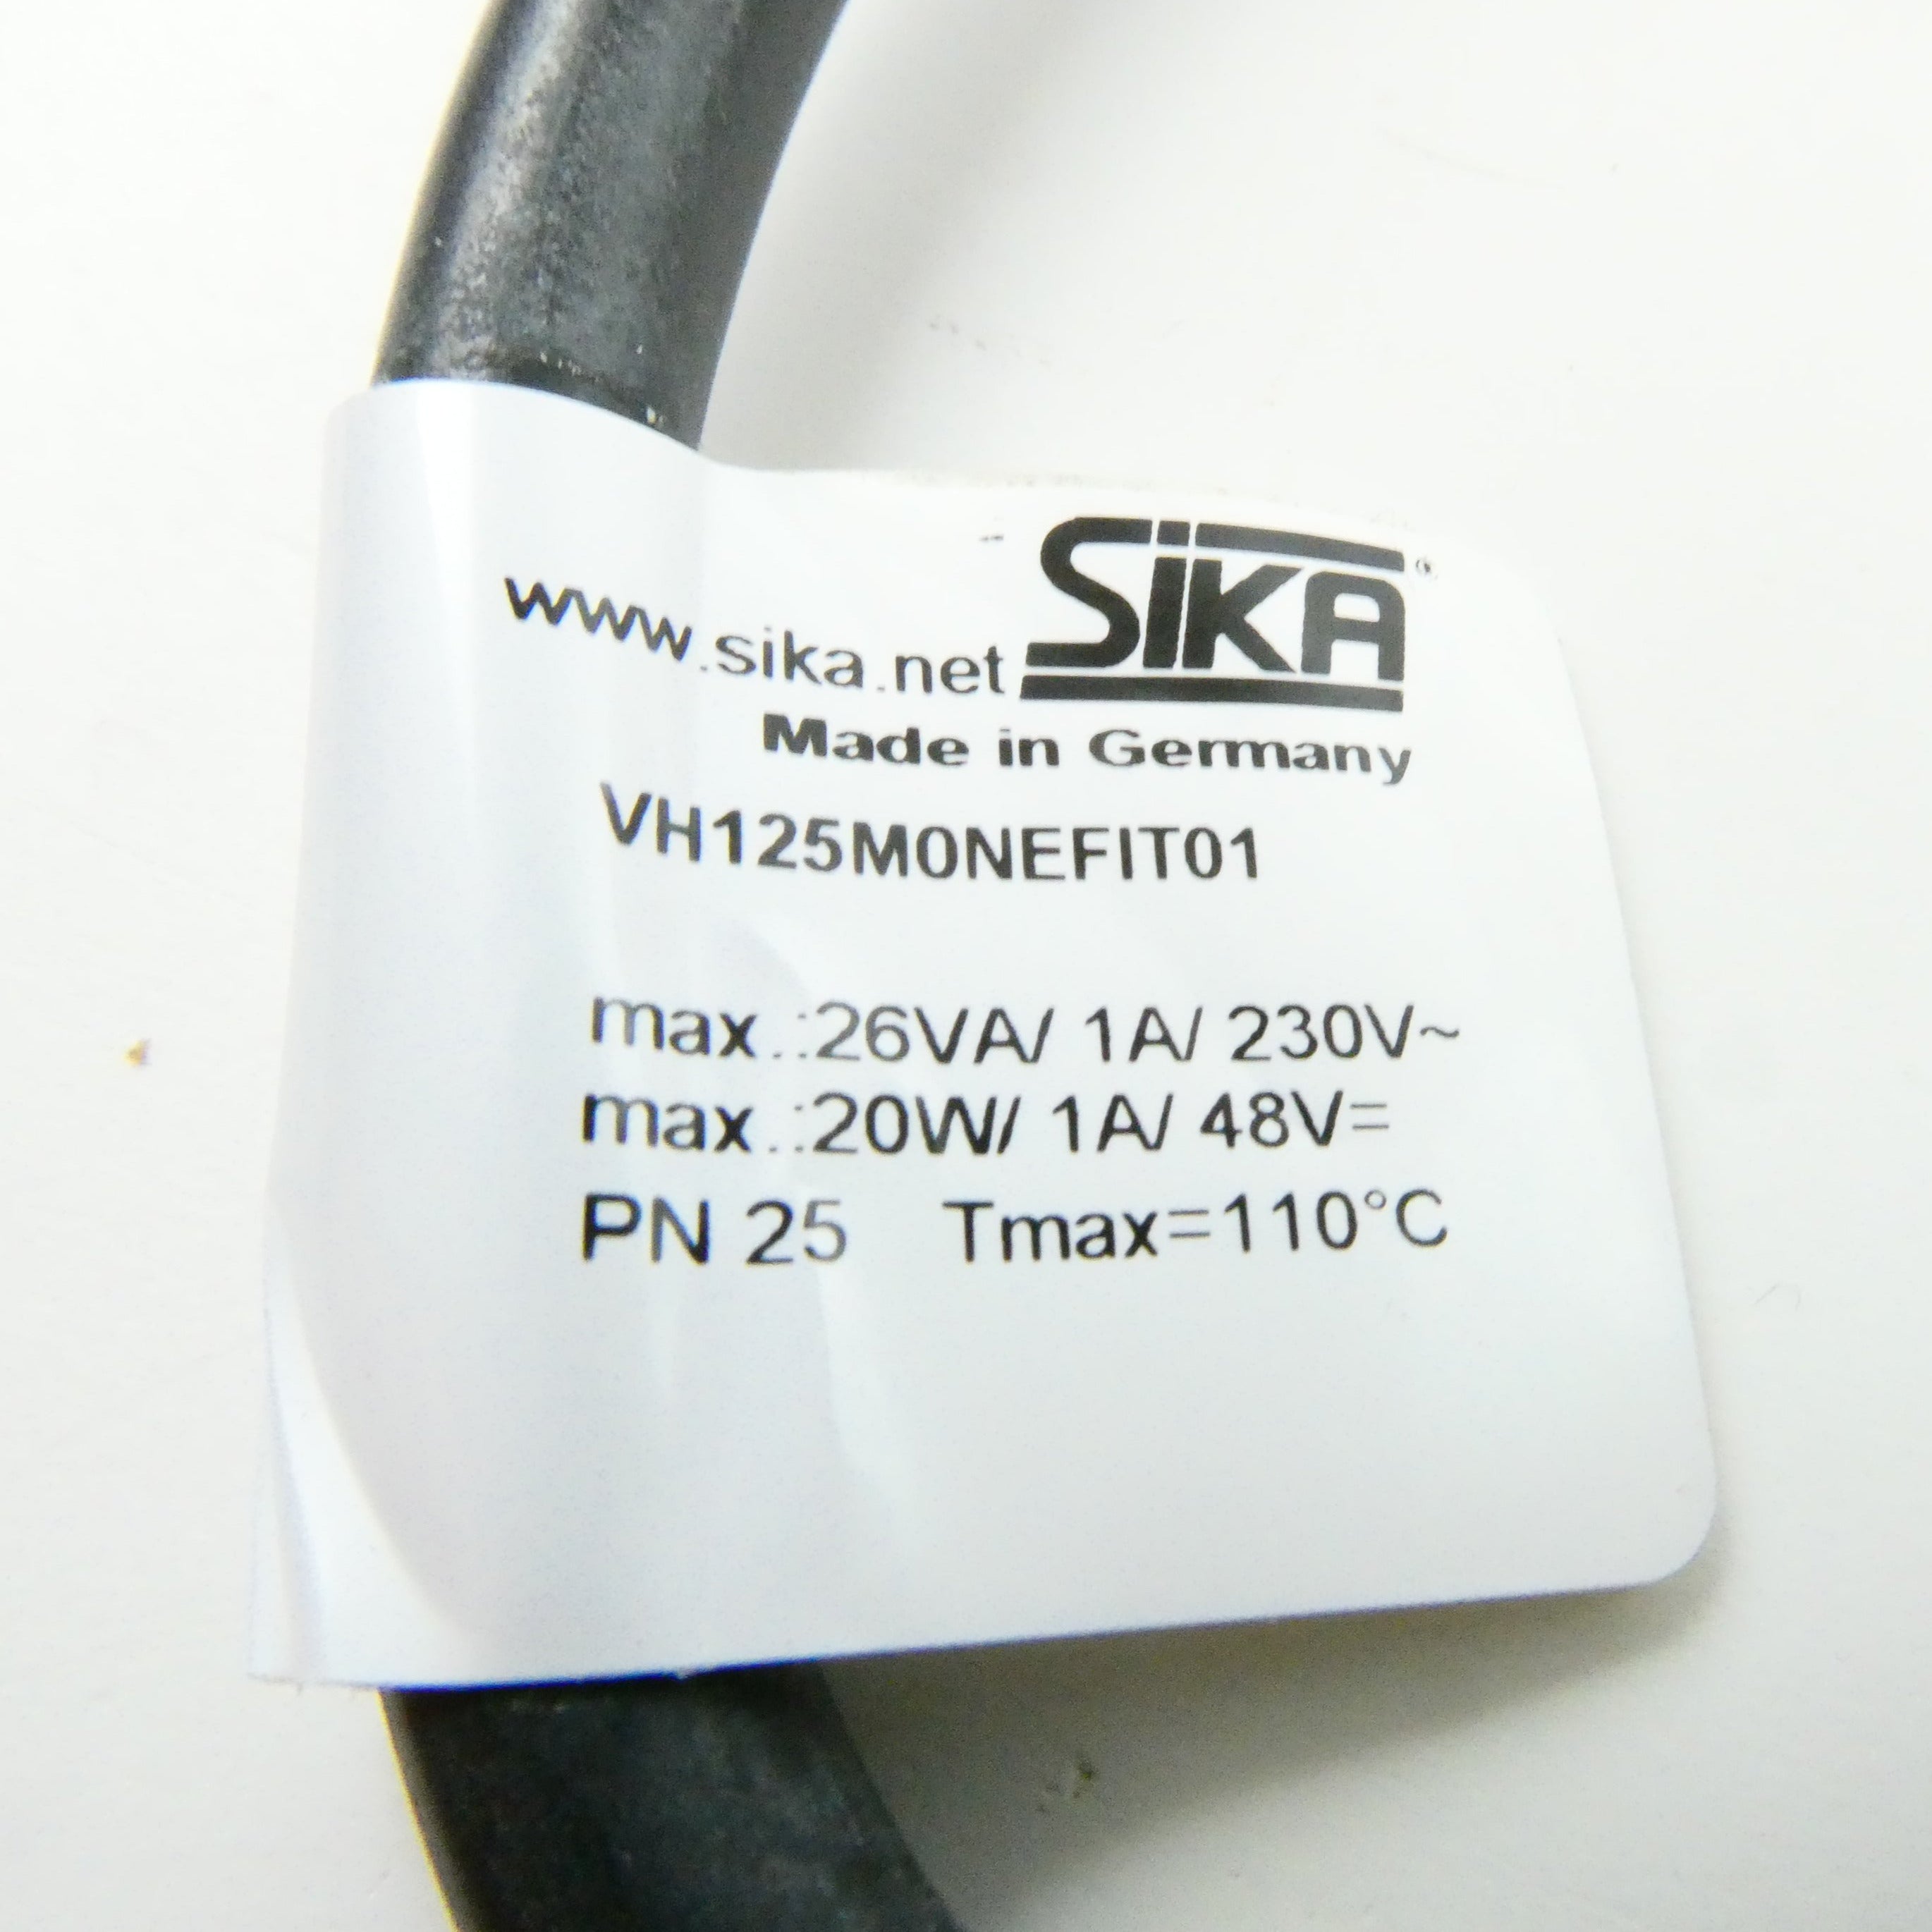 www.sika.net SIKA®
Made in Germany
VH125M0NEFIT01
max.:26VA/ 1A/ 230V~
max.:20W/ 1A/ 48V=
PN 25 Tmax=110°C